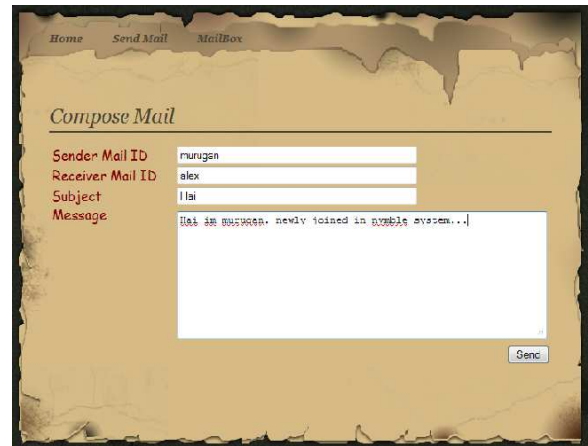 Home Send Mail MailBox
Compose Mail
Sender Mail ID murugan
Receiver Mail ID alex
Subject Hai
Message Hai im murugan. newly joined in nymble system...
Send